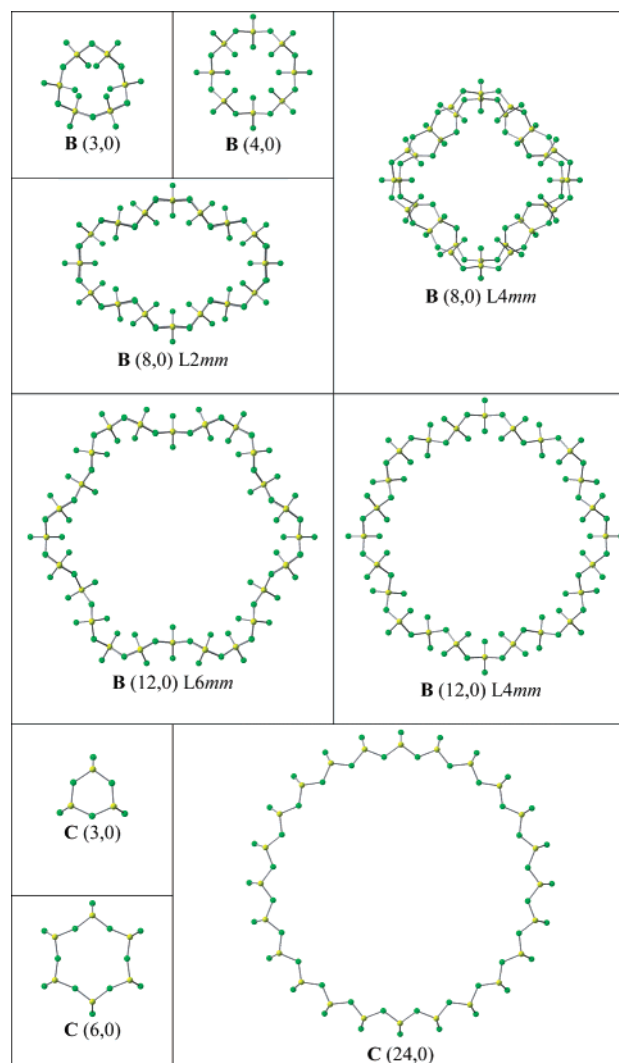 B (3,0)
B (4,0)
B (8,0) L4mm
B (8,0) L2mm
B (12,0) L6mm
B (12,0) L4mm
C (3,0)
C (6,0)
C (24,0)